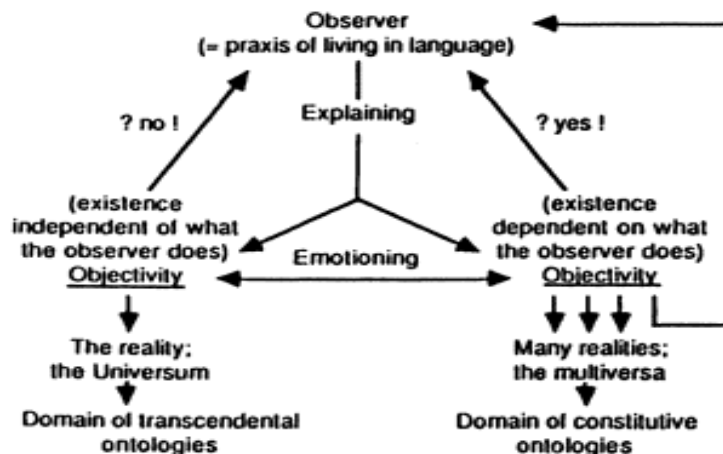 Observer
(= praxis of living in language)
? no !
Explaining
? yes !
(existence
independent of what
the observer does)
Objectivity
Emotioning
(existence
dependent on what
the observer does)
Objectivity
The reality;
the Universum
Many realities;
the multiversa
Domain of transcendental
ontologies
Domain of constitutive
ontologies